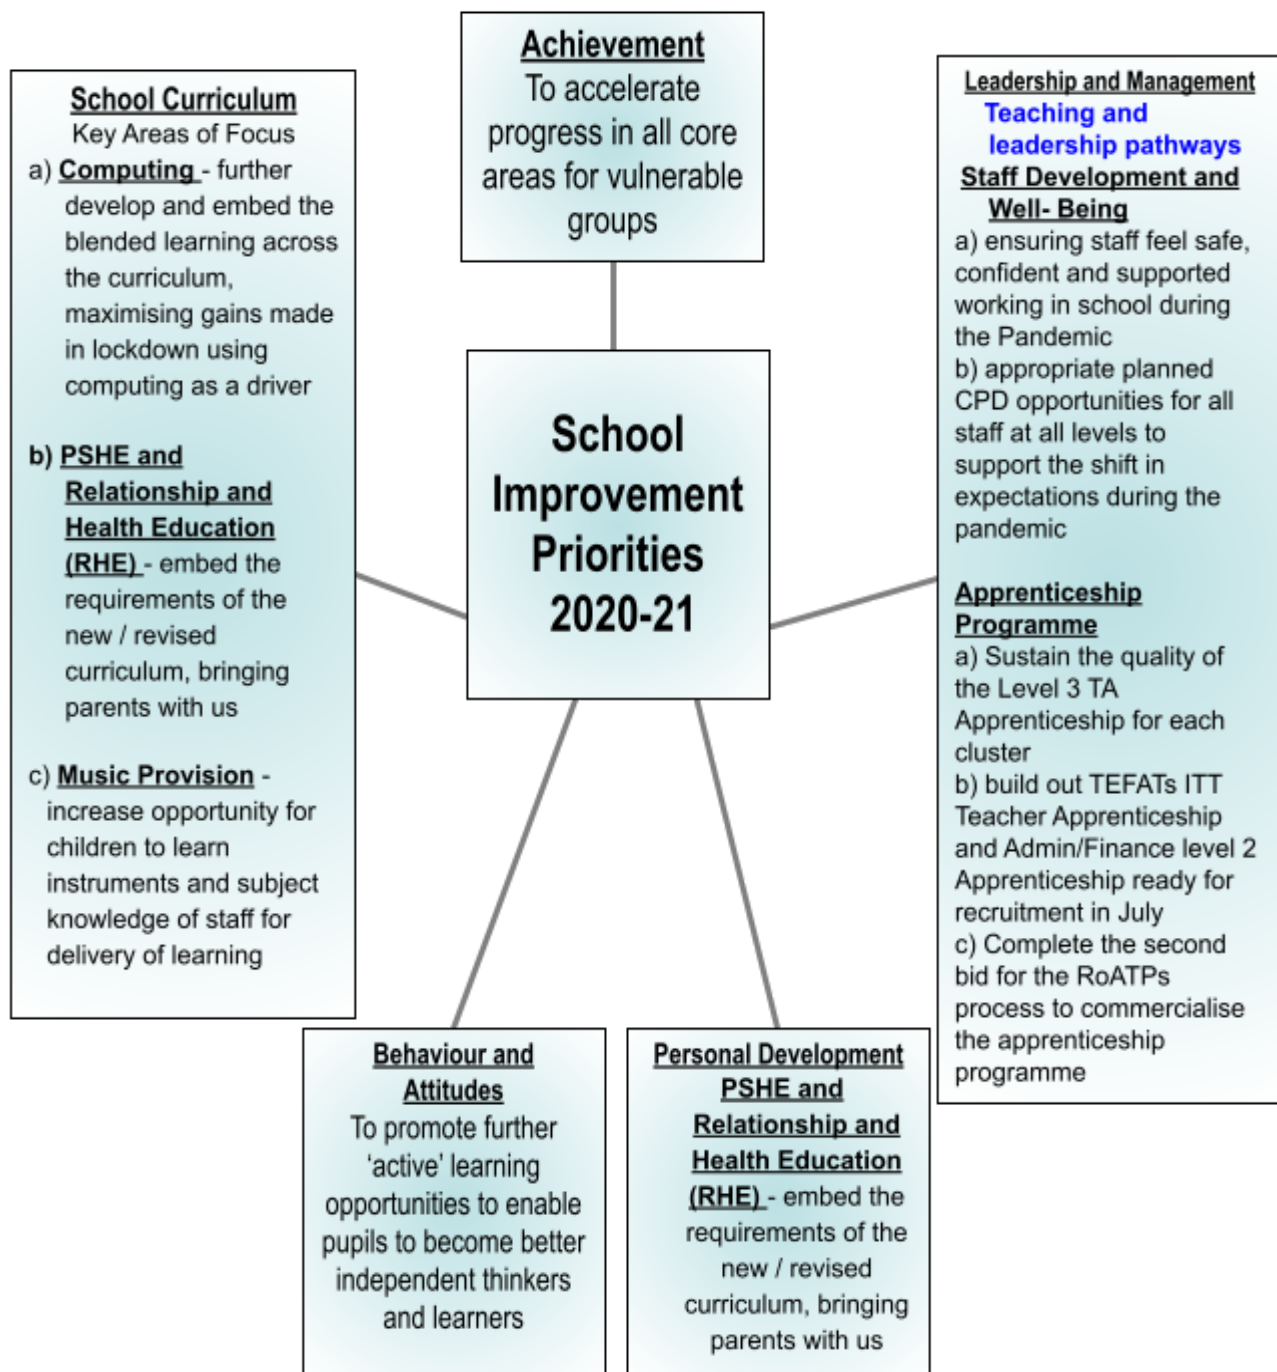 Achievement
To accelerate
progress in all core
areas for vulnerable
groups
School Curriculum
Key Areas of Focus
a) Computing - further
develop and embed the
blended learning across
the curriculum,
maximising gains made
in lockdown using
computing as a driver
b) PSHE and
Relationship and
Health Education
(RHE) - embed the
requirements of the
new / revised
curriculum, bringing
parents with us
c) Music Provision -
increase opportunity for
children to learn
instruments and subject
knowledge of staff for
delivery of learning
School
Improvement
Priorities
2020-21
Leadership and Management
Teaching and
leadership pathways
Staff Development and
Well- Being
a) ensuring staff feel safe,
confident and supported
working in school during
the Pandemic
b) appropriate planned
CPD opportunities for all
staff at all levels to
support the shift in
expectations during the
pandemic
Apprenticeship
Programme
a) Sustain the quality of
the Level 3 TA
Apprenticeship for each
cluster
b) build out TEFATs ITT
Teacher Apprenticeship
and Admin/Finance level 2
Apprenticeship ready for
recruitment in July
c) Complete the second
bid for the RoATPs
process to commercialise
the apprenticeship
programme
Behaviour and
Attitudes
To promote further
‘active’ learning
opportunities to enable
pupils to become better
independent thinkers
and learners
Personal Development
PSHE and
Relationship and
Health Education
(RHE) - embed the
requirements of the
new / revised
curriculum, bringing
parents with us